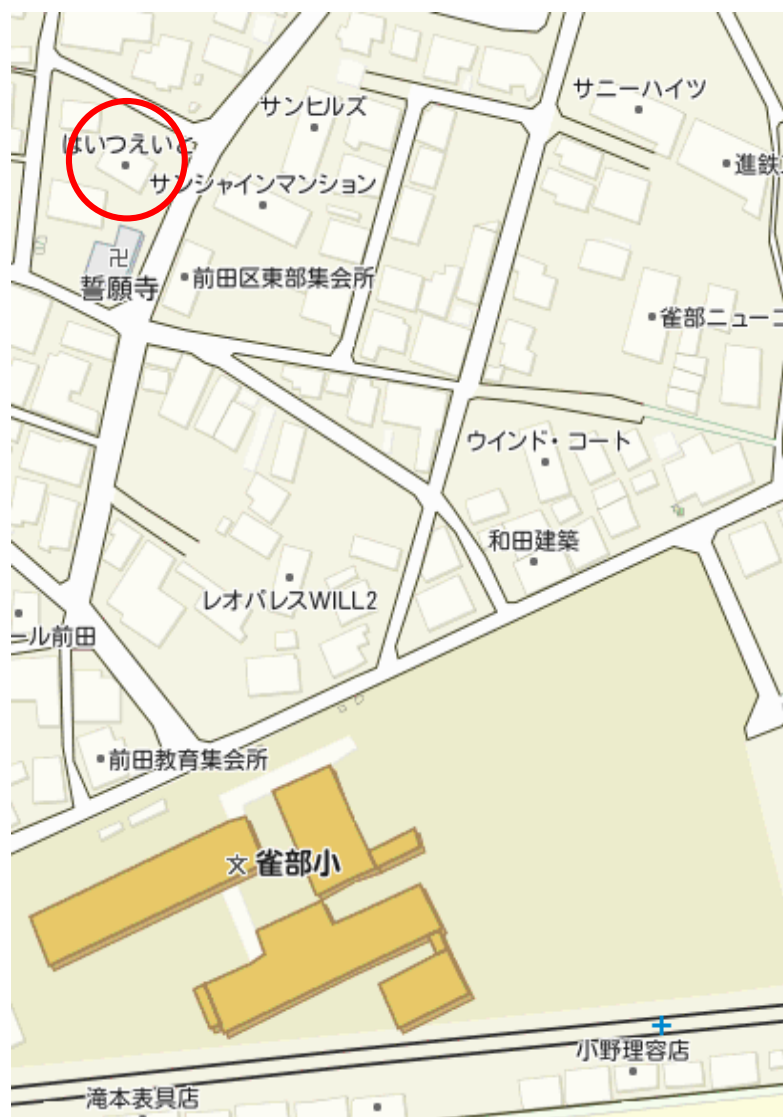 サンヒルズ
サニーハイツ
はいつえいと
サンシャインマンション
進鉄
卍
誓願寺
前田区東部集会所
雀部ニューコ
ウインド・コート
和田建築
レオパレスWILL2
ール前田
前田教育集会所
文 雀部小
小野理容店
滝本表具店